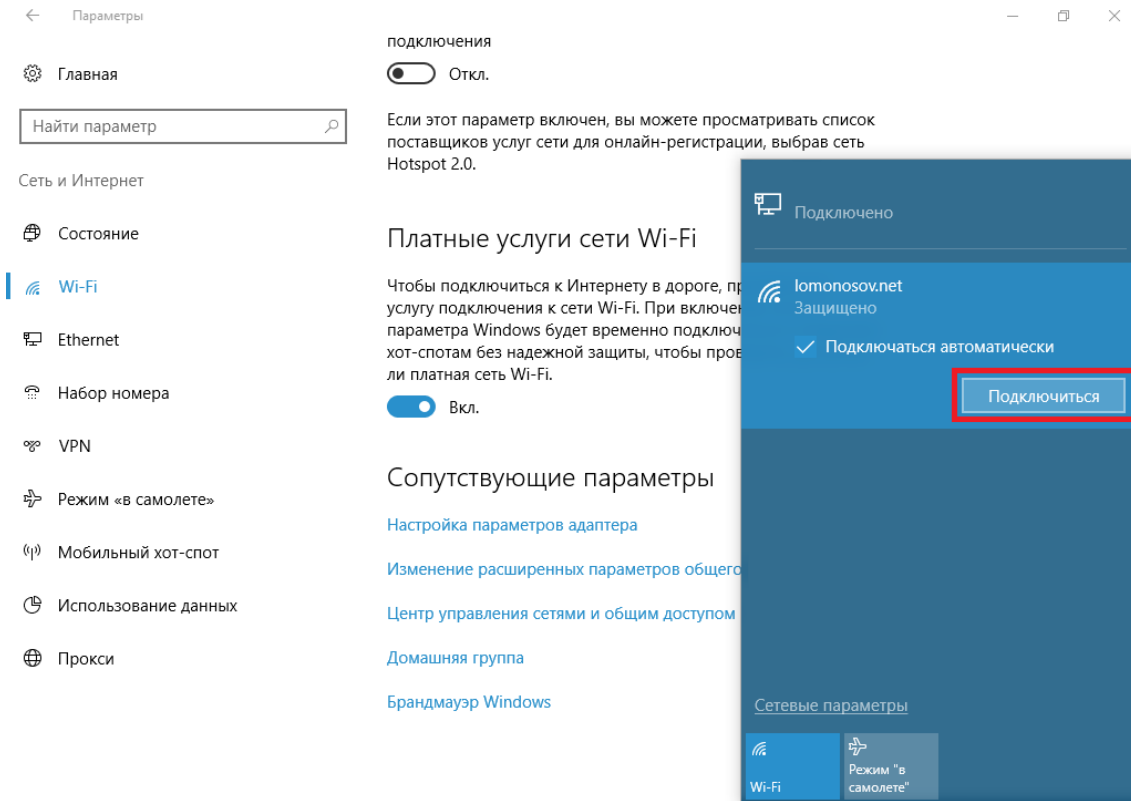 Параметры
Главная
Найти параметр
Сеть и Интернет
Состояние
Wi-Fi
Ethernet
Набор номера
VPN
Режим «в самолете»
Мобильный хот-спот
Использование данных
Прокси
подключения
Откл.
Если этот параметр включен, вы можете просматривать список
поставщиков услуг сети для онлайн-регистрации, выбрав сеть
Hotspot 2.0.
Платные услуги сети Wi-Fi
Чтобы подключиться к Интернету в дороге,
услугу подключения к сети Wi-Fi. При
параметра Windows будет временно
хот-спотам без надежной защиты, чтобы
ли платная сеть Wi-Fi.
Вкл.
Сопутствующие параметры
Настройка параметров адаптера
Изменение расширенных параметров общего
Центр управления сетями и общим доступом
Домашняя группа
Брандмауэр Windows
Подключено
lomonosov.net
Защищено
Подключаться автоматически
Подключиться
Сетевые параметры
Wi-Fi
Режим "в
самолете"